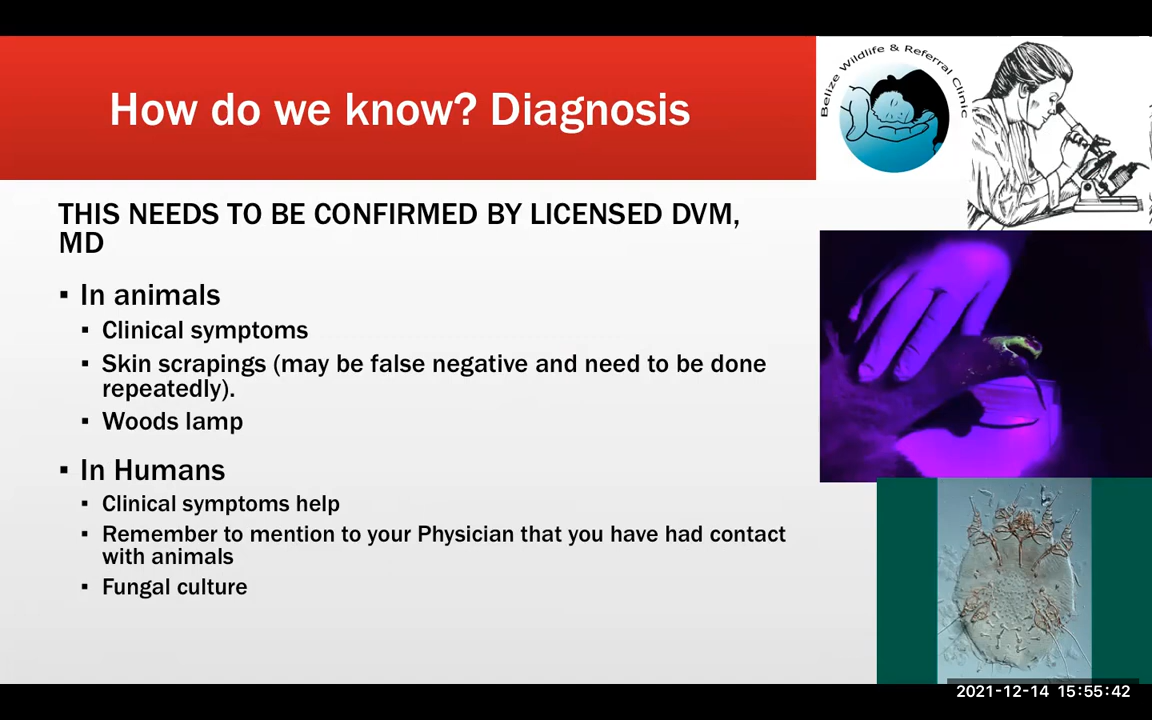 How do we know? Diagnosis
Belize Wildlife & Referral Clinic
THIS NEEDS TO BE CONFIRMED BY LICENSED DVM,
MD
▪ In animals
▪ Clinical symptoms
▪ Skin scrapings (may be false negative and need to be done
repeatedly).
▪ Woods lamp
▪ In Humans
▪ Clinical symptoms help
▪ Remember to mention to your Physician that you have had contact
with animals
▪ Fungal culture
2021-12-14 15:55:42